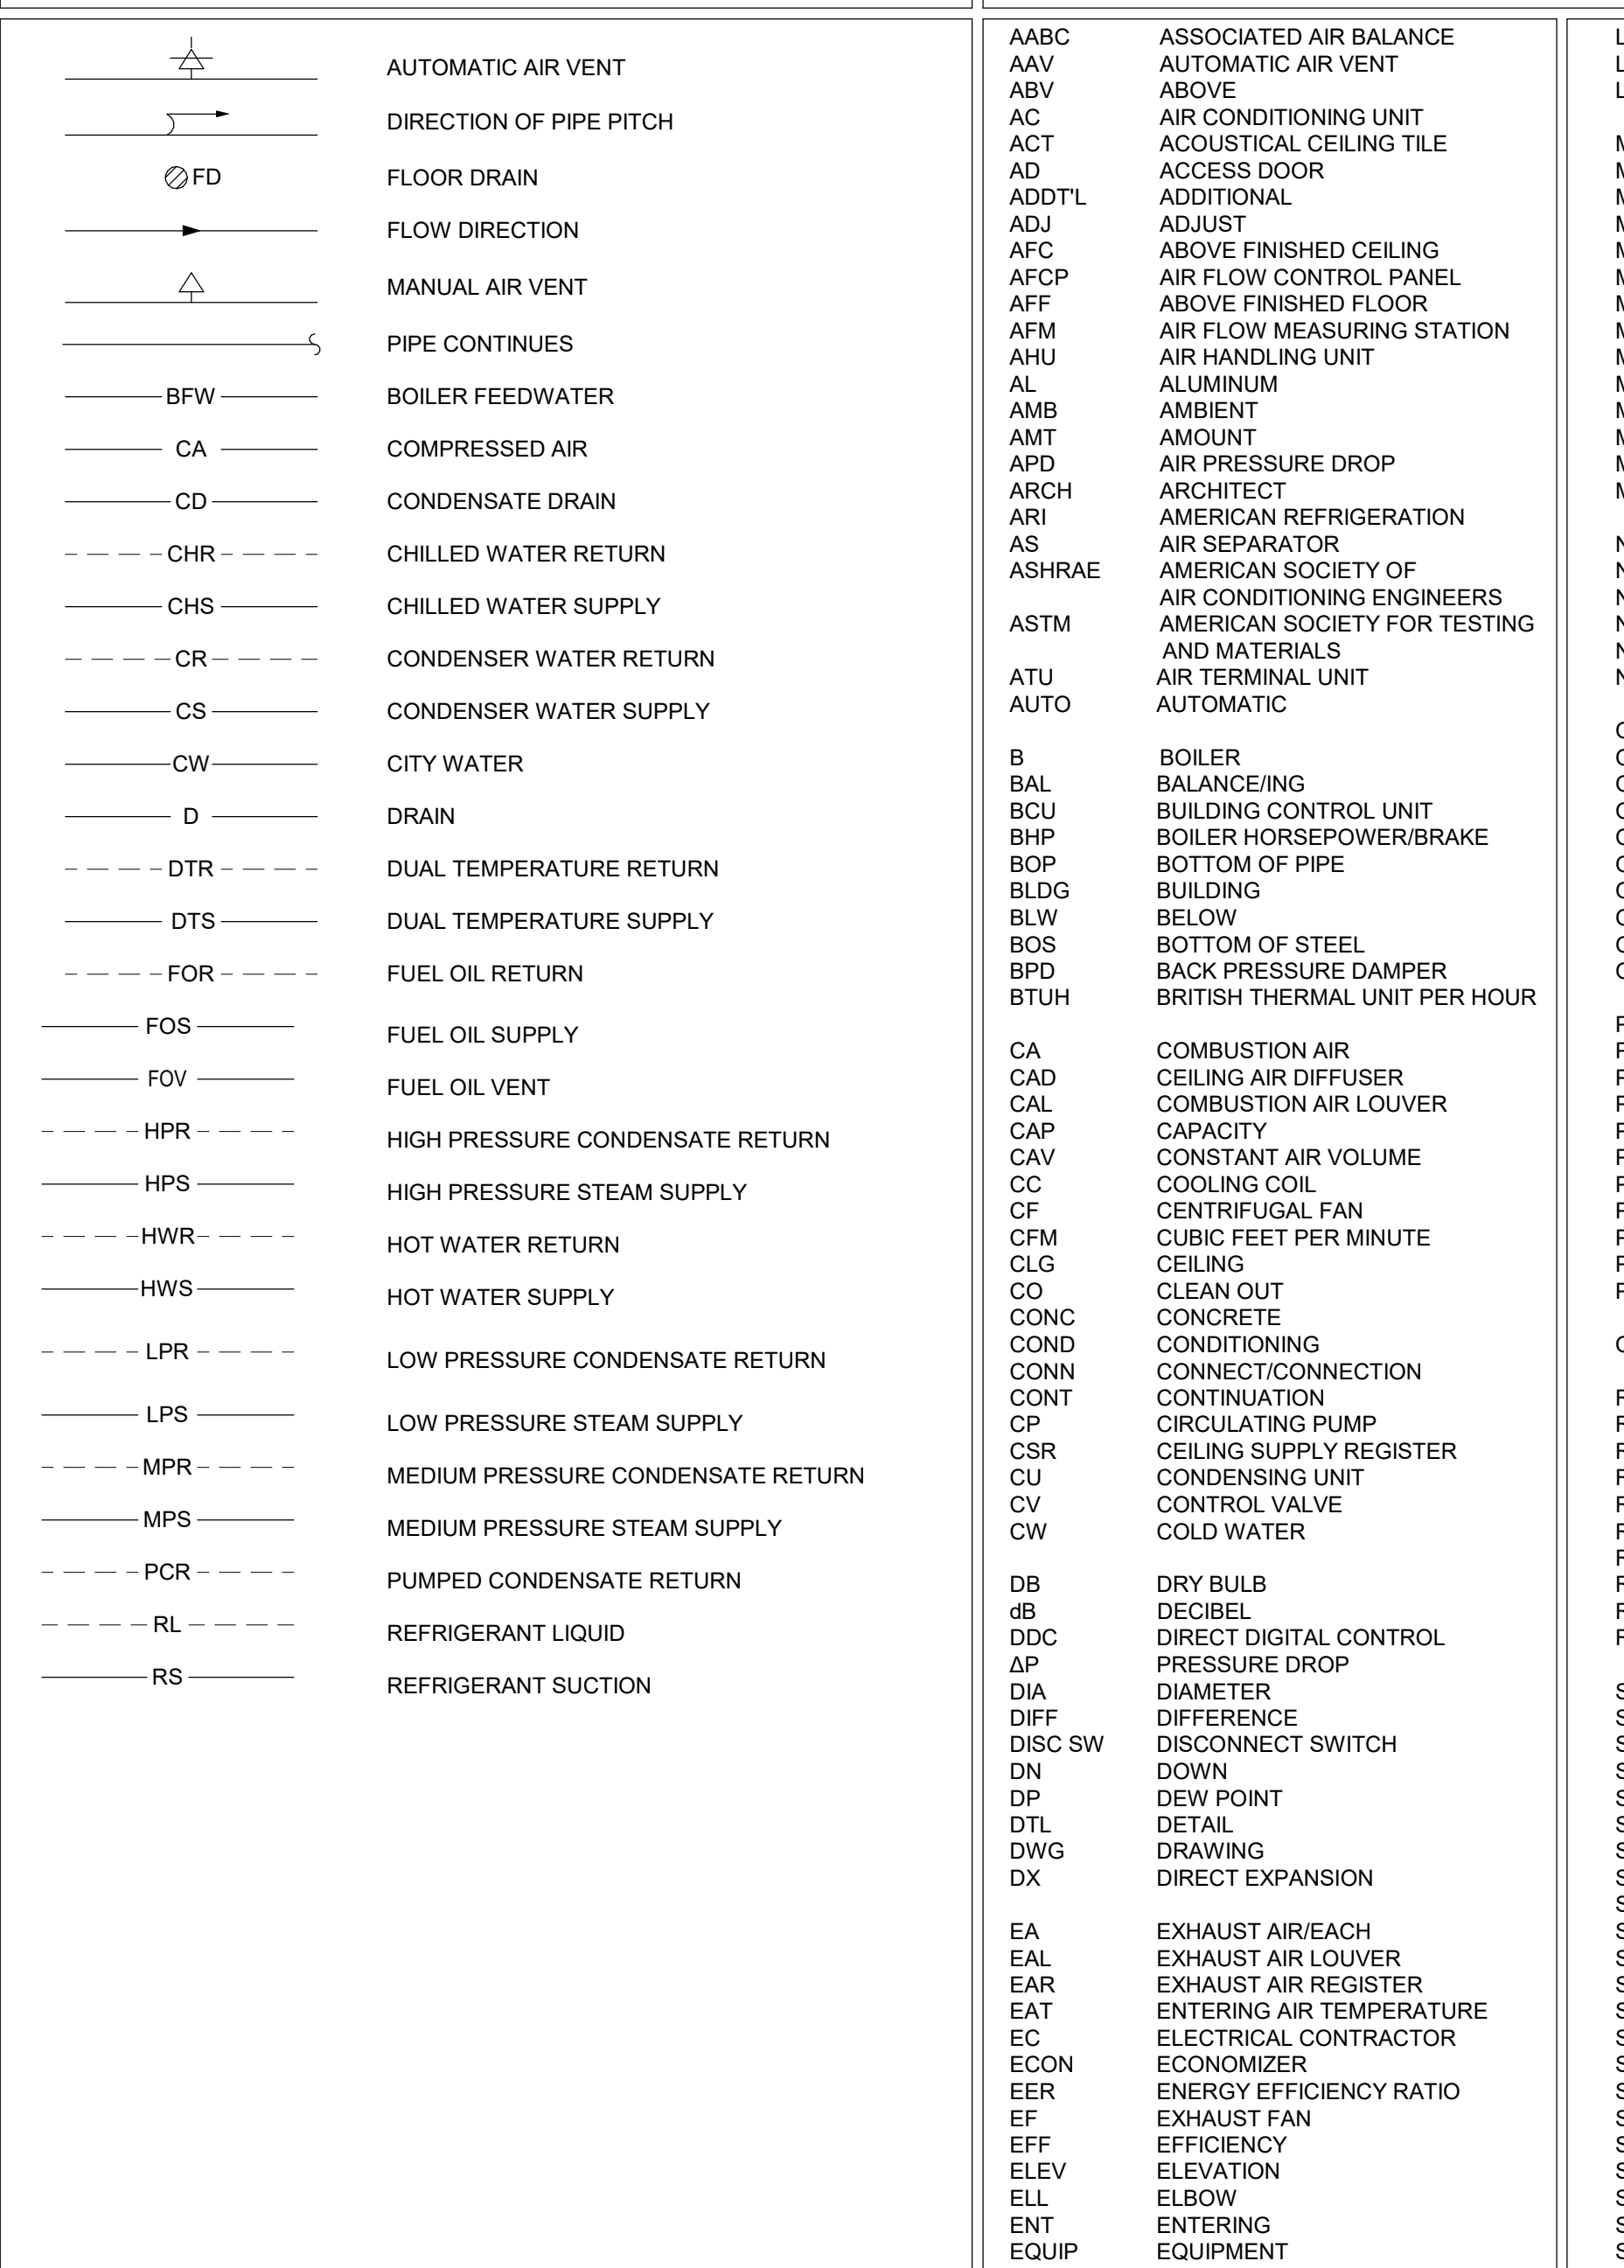 AUTOMATIC AIR VENT
DIRECTION OF PIPE PITCH
FD FLOOR DRAIN
FLOW DIRECTION
MANUAL AIR VENT
PIPE CONTINUES
BFW BOILER FEEDWATER
CA COMPRESSED AIR
CD CONDENSATE DRAIN
CHR CHILLED WATER RETURN
CHS CHILLED WATER SUPPLY
CR CONDENSER WATER RETURN
CS CONDENSER WATER SUPPLY
CW CITY WATER
D DRAIN
DTR DUAL TEMPERATURE RETURN
DTS DUAL TEMPERATURE SUPPLY
FOR FUEL OIL RETURN
FOS FUEL OIL SUPPLY
FOV FUEL OIL VENT
HPR HIGH PRESSURE CONDENSATE RETURN
HPS HIGH PRESSURE STEAM SUPPLY
HWR HOT WATER RETURN
HWS HOT WATER SUPPLY
LPR LOW PRESSURE CONDENSATE RETURN
LPS LOW PRESSURE STEAM SUPPLY
MPR MEDIUM PRESSURE CONDENSATE RETURN
MPS MEDIUM PRESSURE STEAM SUPPLY
PCR PUMPED CONDENSATE RETURN
RL REFRIGERANT LIQUID
RS REFRIGERANT SUCTION
AABC ASSOCIATED AIR BALANCE
AAV AUTOMATIC AIR VENT
ABV ABOVE
AC AIR CONDITIONING UNIT
ACT ACOUSTICAL CEILING TILE
AD ACCESS DOOR
ADDT'L ADDITIONAL
ADJ ADJUST
AFC ABOVE FINISHED CEILING
AFCP AIR FLOW CONTROL PANEL
AFF ABOVE FINISHED FLOOR
AFM AIR FLOW MEASURING STATION
AHU AIR HANDLING UNIT
AL ALUMINUM
AMB AMBIENT
AMT AMOUNT
APD AIR PRESSURE DROP
ARCH ARCHITECT
ARI AMERICAN REFRIGERATION
AS AIR SEPARATOR
ASHRAE AMERICAN SOCIETY OF
AIR CONDITIONING ENGINEERS
ASTM AMERICAN SOCIETY FOR TESTING
AND MATERIALS
ATU AIR TERMINAL UNIT
AUTO AUTOMATIC
B BOILER
BAL BALANCE/ING
BCU BUILDING CONTROL UNIT
BHP BOILER HORSEPOWER/BRAKE
BOP BOTTOM OF PIPE
BLDG BUILDING
BLW BELOW
BOS BOTTOM OF STEEL
BPD BACK PRESSURE DAMPER
BTUH BRITISH THERMAL UNIT PER HOUR
CA COMBUSTION AIR
CAD CEILING AIR DIFFUSER
CAL COMBUSTION AIR LOUVER
CAP CAPACITY
CAV CONSTANT AIR VOLUME
CC COOLING COIL
CF CENTRIFUGAL FAN
CFM CUBIC FEET PER MINUTE
CLG CEILING
CO CLEAN OUT
CONC CONCRETE
COND CONDITIONING
CONN CONNECT/CONNECTION
CONT CONTINUATION
CP CIRCULATING PUMP
CSR CEILING SUPPLY REGISTER
CU CONDENSING UNIT
CV CONTROL VALVE
CW COLD WATER
DB DRY BULB
dB DECIBEL
DDC DIRECT DIGITAL CONTROL
ΔP PRESSURE DROP
DIA DIAMETER
DIFF DIFFERENCE
DISC SW DISCONNECT SWITCH
DN DOWN
DP DEW POINT
DTL DETAIL
DWG DRAWING
DX DIRECT EXPANSION
EA EXHAUST AIR/EACH
EAL EXHAUST AIR LOUVER
EAR EXHAUST AIR REGISTER
EAT ENTERING AIR TEMPERATURE
EC ELECTRICAL CONTRACTOR
ECON ECONOMIZER
EER ENERGY EFFICIENCY RATIO
EF EXHAUST FAN
EFF EFFICIENCY
ELEV ELEVATION
ELL ELBOW
ENT ENTERING
EQUIP EQUIPMENT